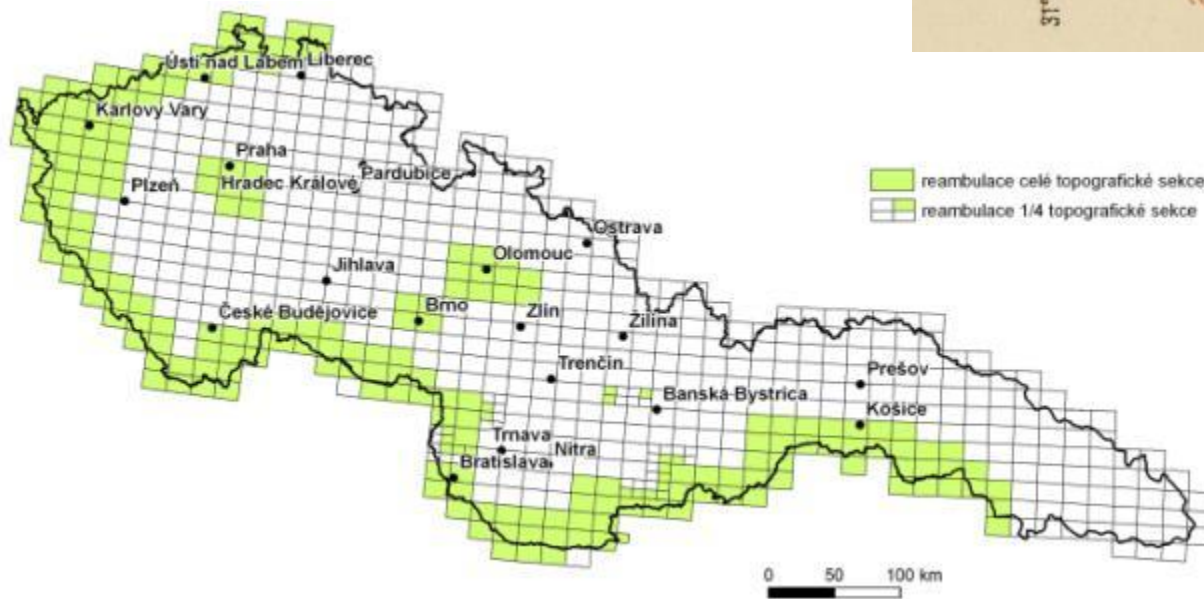 Ústí nad Labem
Liberec
Karlovy Vary
Praha
Pardubice
Hradec Králové
Plzeň
Ostrava
Olomouc
Jihlava
Brno
Zlín
České Budějovice
Žilina
Trenčín
Banská Bystrica
Prešov
Košice
Trnava
Nitra
Bratislava
reambulace celé topografické sekce
reambulace 1/4 topografické sekce
0 50 100 km